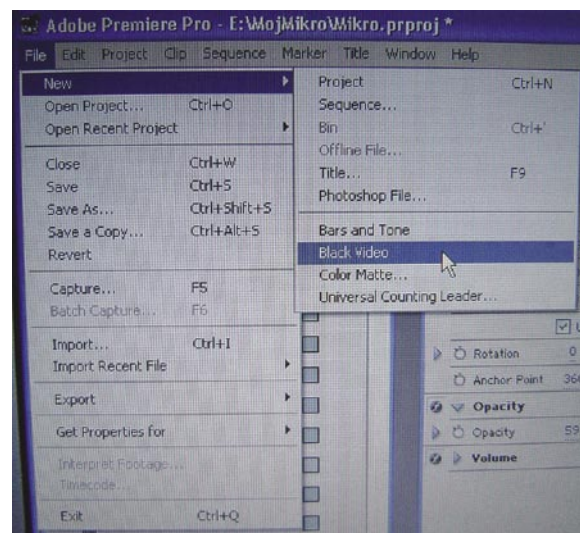 Adobe Premiere Pro - E:\MojMikro\Mikro.prproj *
File Edit Project Clip Sequence Marker Title Window Help
New
Open Project... Ctrl+O
Open Recent Project
Close Ctrl+W
Save Ctrl+S
Save As... Ctrl+Shift+S
Save a Copy... Ctrl+Alt+S
Revert
Capture... F5
Batch Capture... F6
Import... Ctrl+I
Import Recent File
Export
Get Properties for
Interpret Footage...
Timecode...
Exit Ctrl+Q
Project Ctrl+N
Sequence...
Bin Ctrl+'
Offline File...
Title... F9
Photoshop File...
Bars and Tone
Black Video
Color Matte...
Universal Counting Leader...
Rotation 0
Anchor Point 360
Opacity
Opacity 59
Volume